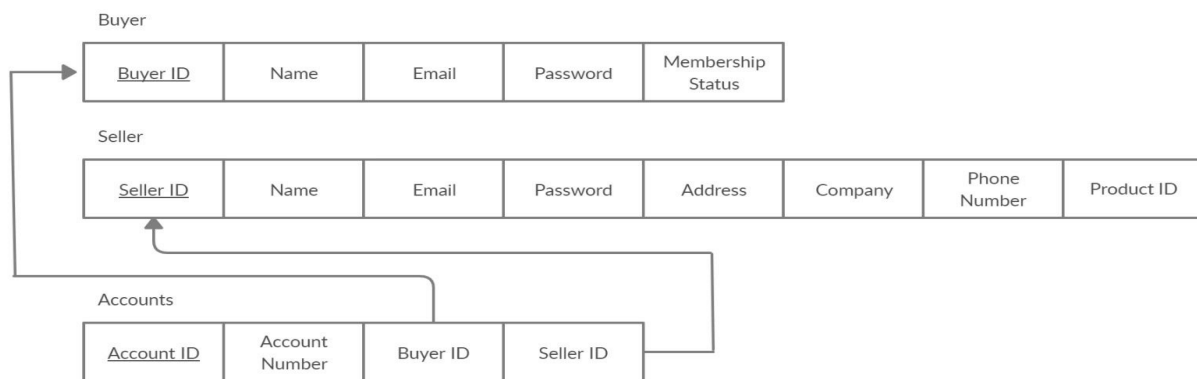 Buyer
Buyer ID Name Email Password Membership Status
Seller
Seller ID Name Email Password Address Company Phone Number Product ID
Accounts
Account ID Account Number Buyer ID Seller ID